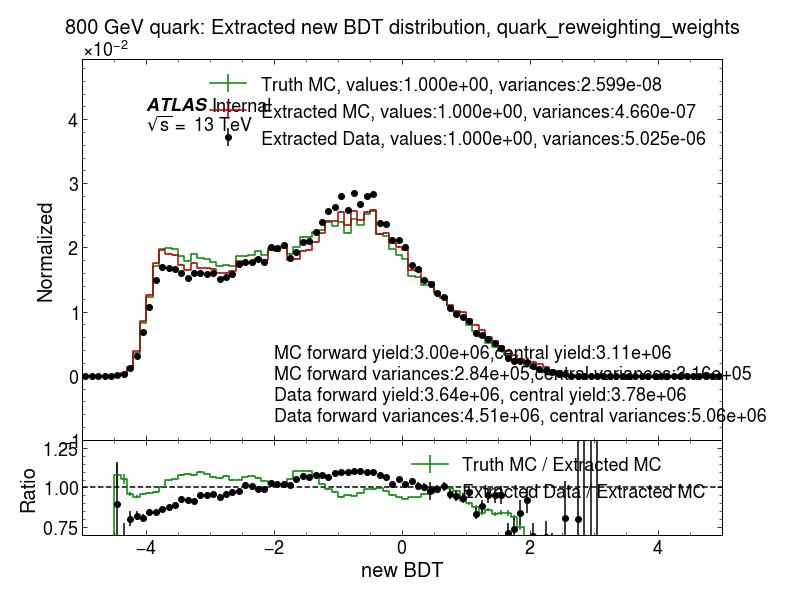 800 GeV quark: Extracted new BDT distribution, quark_reweighting_weights
×10−2
Truth MC, values:1.000e+00, variances:2.599e-08
ATLAS Internal
Extracted MC, values:1.000e+00, variances:4.660e-07
√s = 13 TeV
Extracted Data, values:1.000e+00, variances:5.025e-06
4
3
2
1
0
−1
Normalized
MC forward yield:3.00e+06,central yield:3.11e+06
MC forward variances:2.84e+05,central variances:3.16e+05
Data forward yield:3.64e+06, central yield:3.78e+06
Data forward variances:4.51e+06, central variances:5.06e+06
1.25
1.00
0.75
Ratio
Truth MC / Extracted MC
Extracted Data / Extracted MC
−4 −2 0 2 4
new BDT